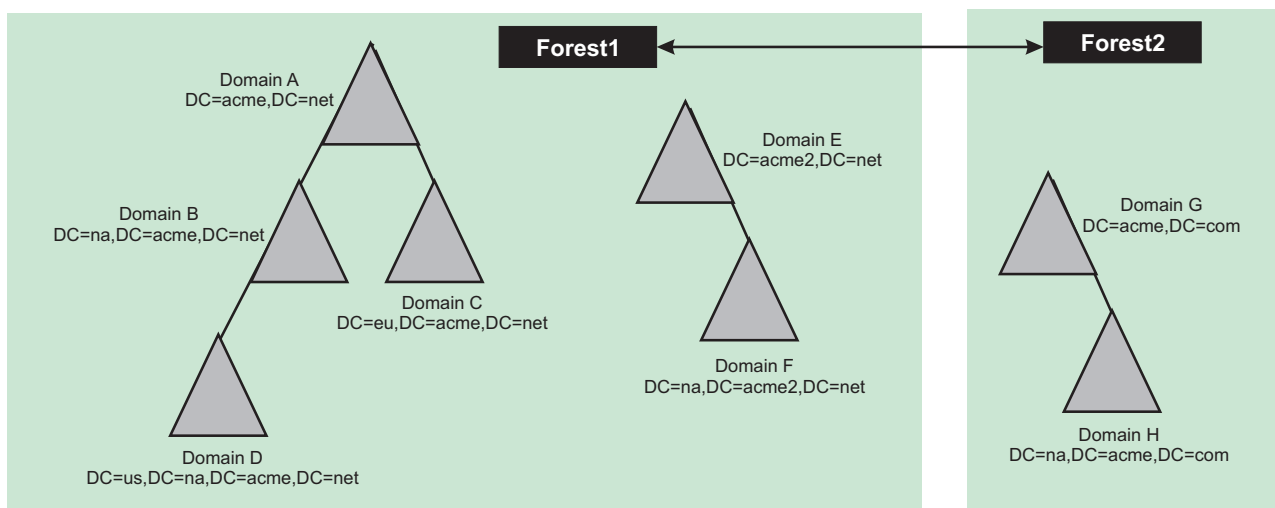 Forest1
Forest2
Domain A
DC=acme,DC=net
Domain B
DC=na,DC=acme,DC=net
Domain C
DC=eu,DC=acme,DC=net
Domain D
DC=us,DC=na,DC=acme,DC=net
Domain E
DC=acme2,DC=net
Domain F
DC=na,DC=acme2,DC=net
Domain G
DC=acme,DC=com
Domain H
DC=na,DC=acme,DC=com